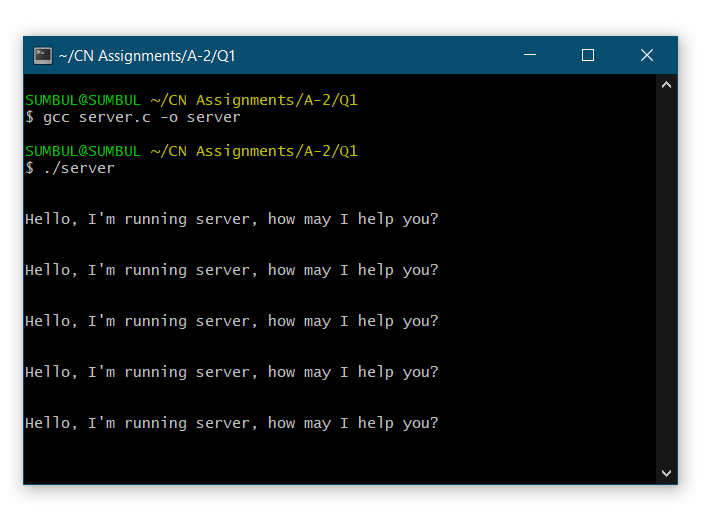 ~/CN Assignments/A-2/Q1
SUMBUL@SUMBUL ~/CN Assignments/A-2/Q1
$ gcc server.c -o server
SUMBUL@SUMBUL ~/CN Assignments/A-2/Q1
$ ./server
Hello, I'm running server, how may I help you?
Hello, I'm running server, how may I help you?
Hello, I'm running server, how may I help you?
Hello, I'm running server, how may I help you?
Hello, I'm running server, how may I help you?